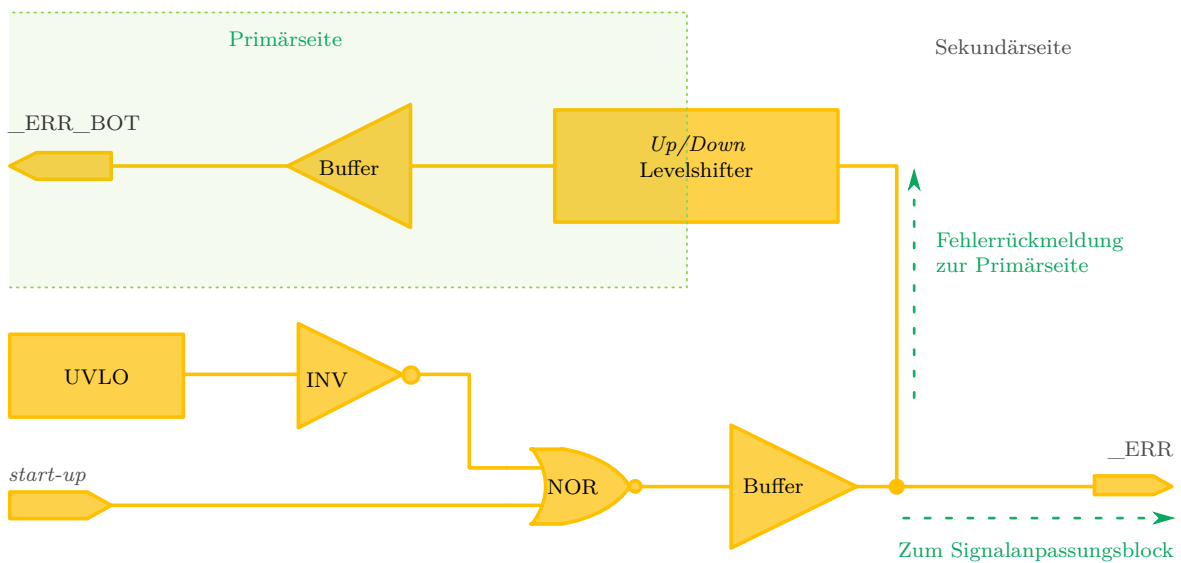 Primärseite
Sekundärseite
_ERR_BOT
Buffer
Up/Down
Levelshifter
Fehlerrückmeldung
zur Primärseite
UVLO
INV
start-up
NOR
Buffer
_ERR
Zum Signalanpassungsblock